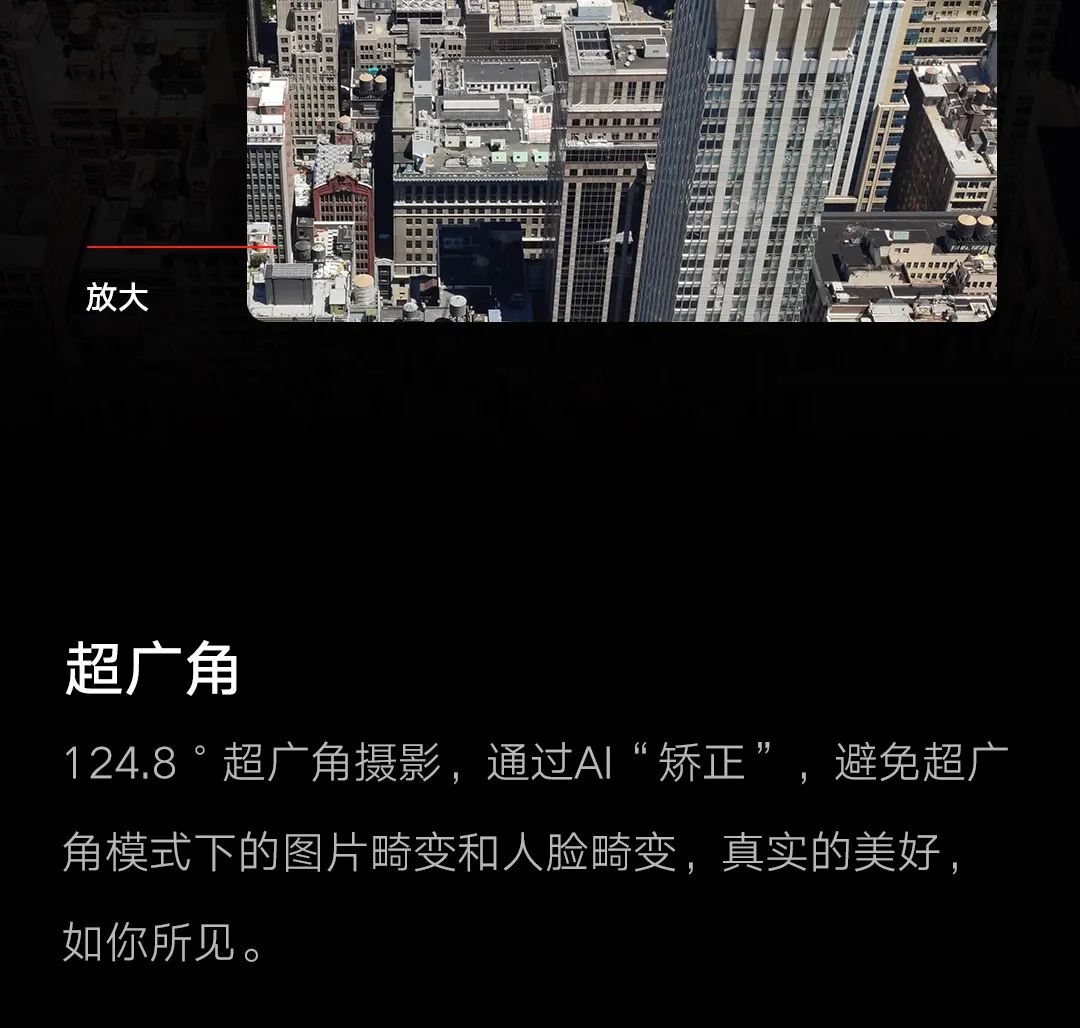 放大
超广角
124.8°超广角摄影，通过AI“矫正”，避免超广
角模式下的图片畸变和人脸畸变，真实的美好，
如你所见。